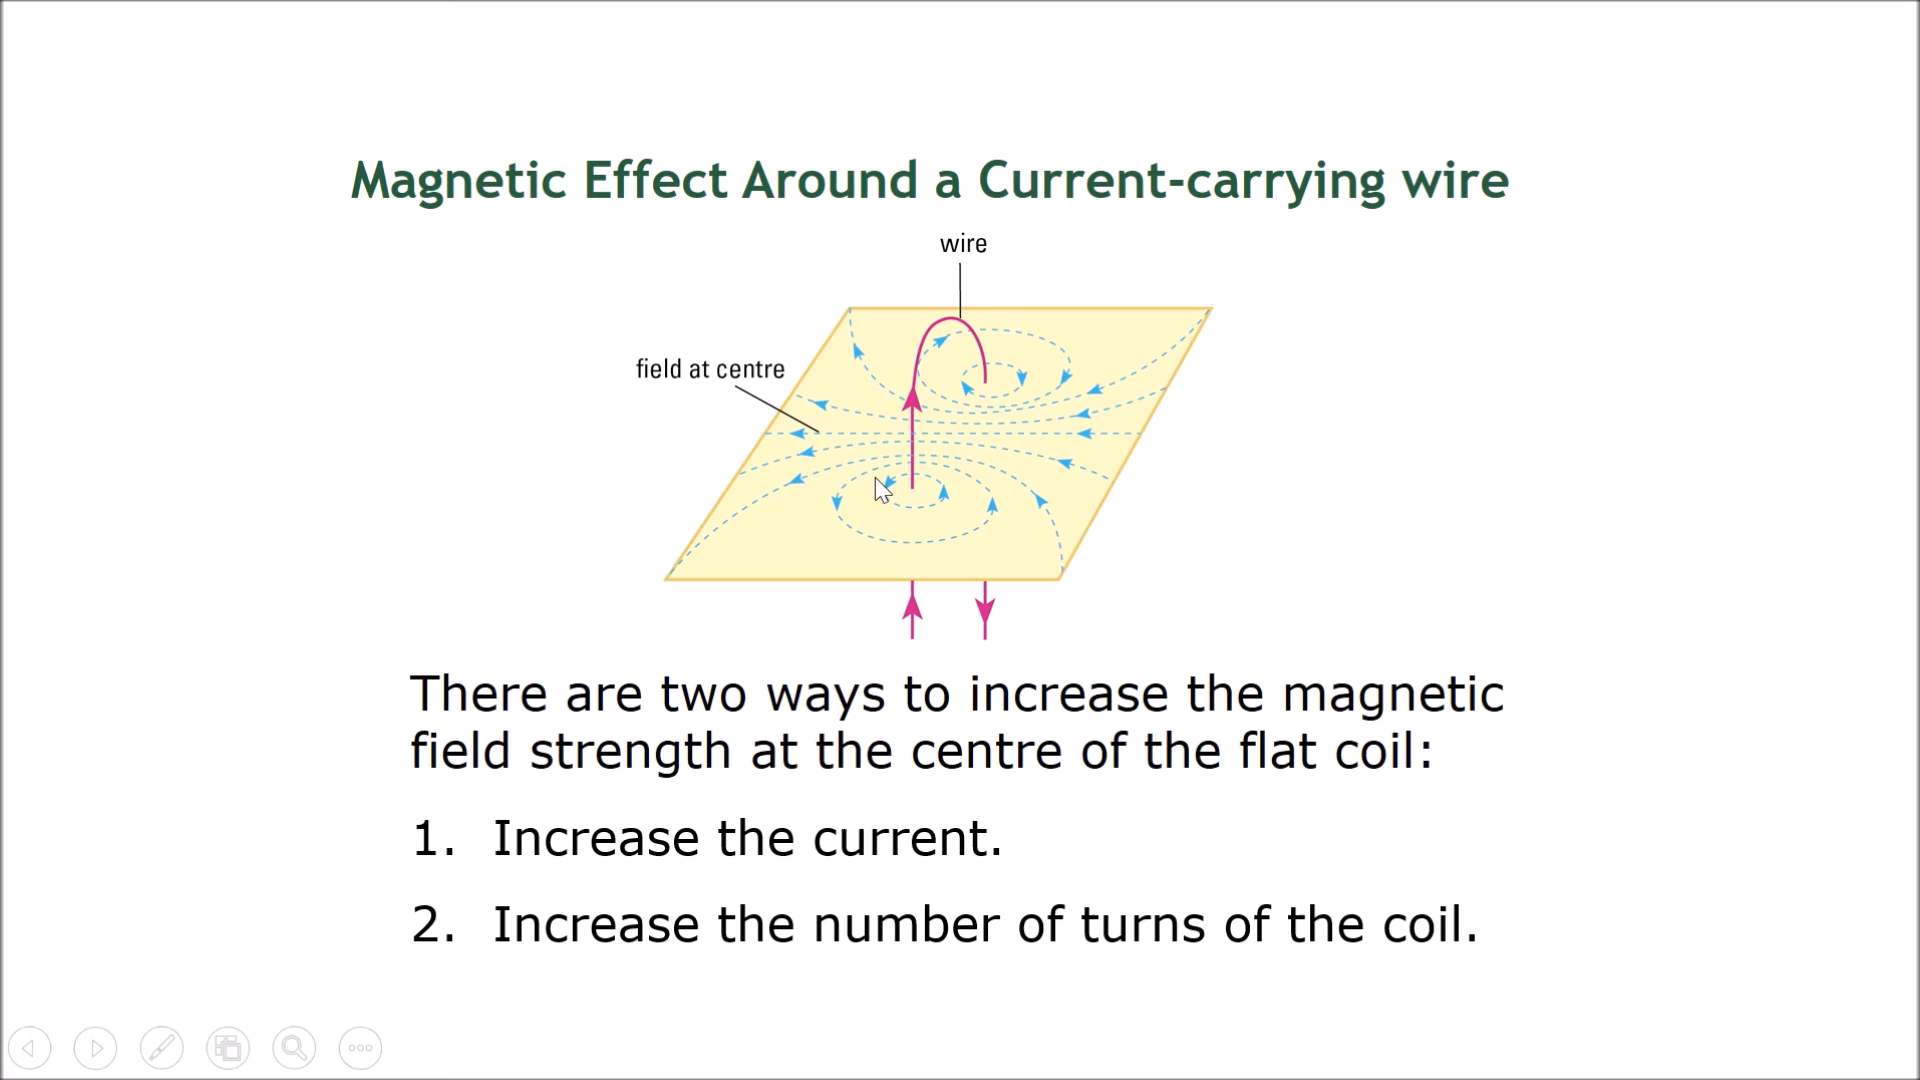 Magnetic Effect Around a Current-carrying wire
wire
field at centre
There are two ways to increase the magnetic
field strength at the centre of the flat coil:
1. Increase the current.
2. Increase the number of turns of the coil.